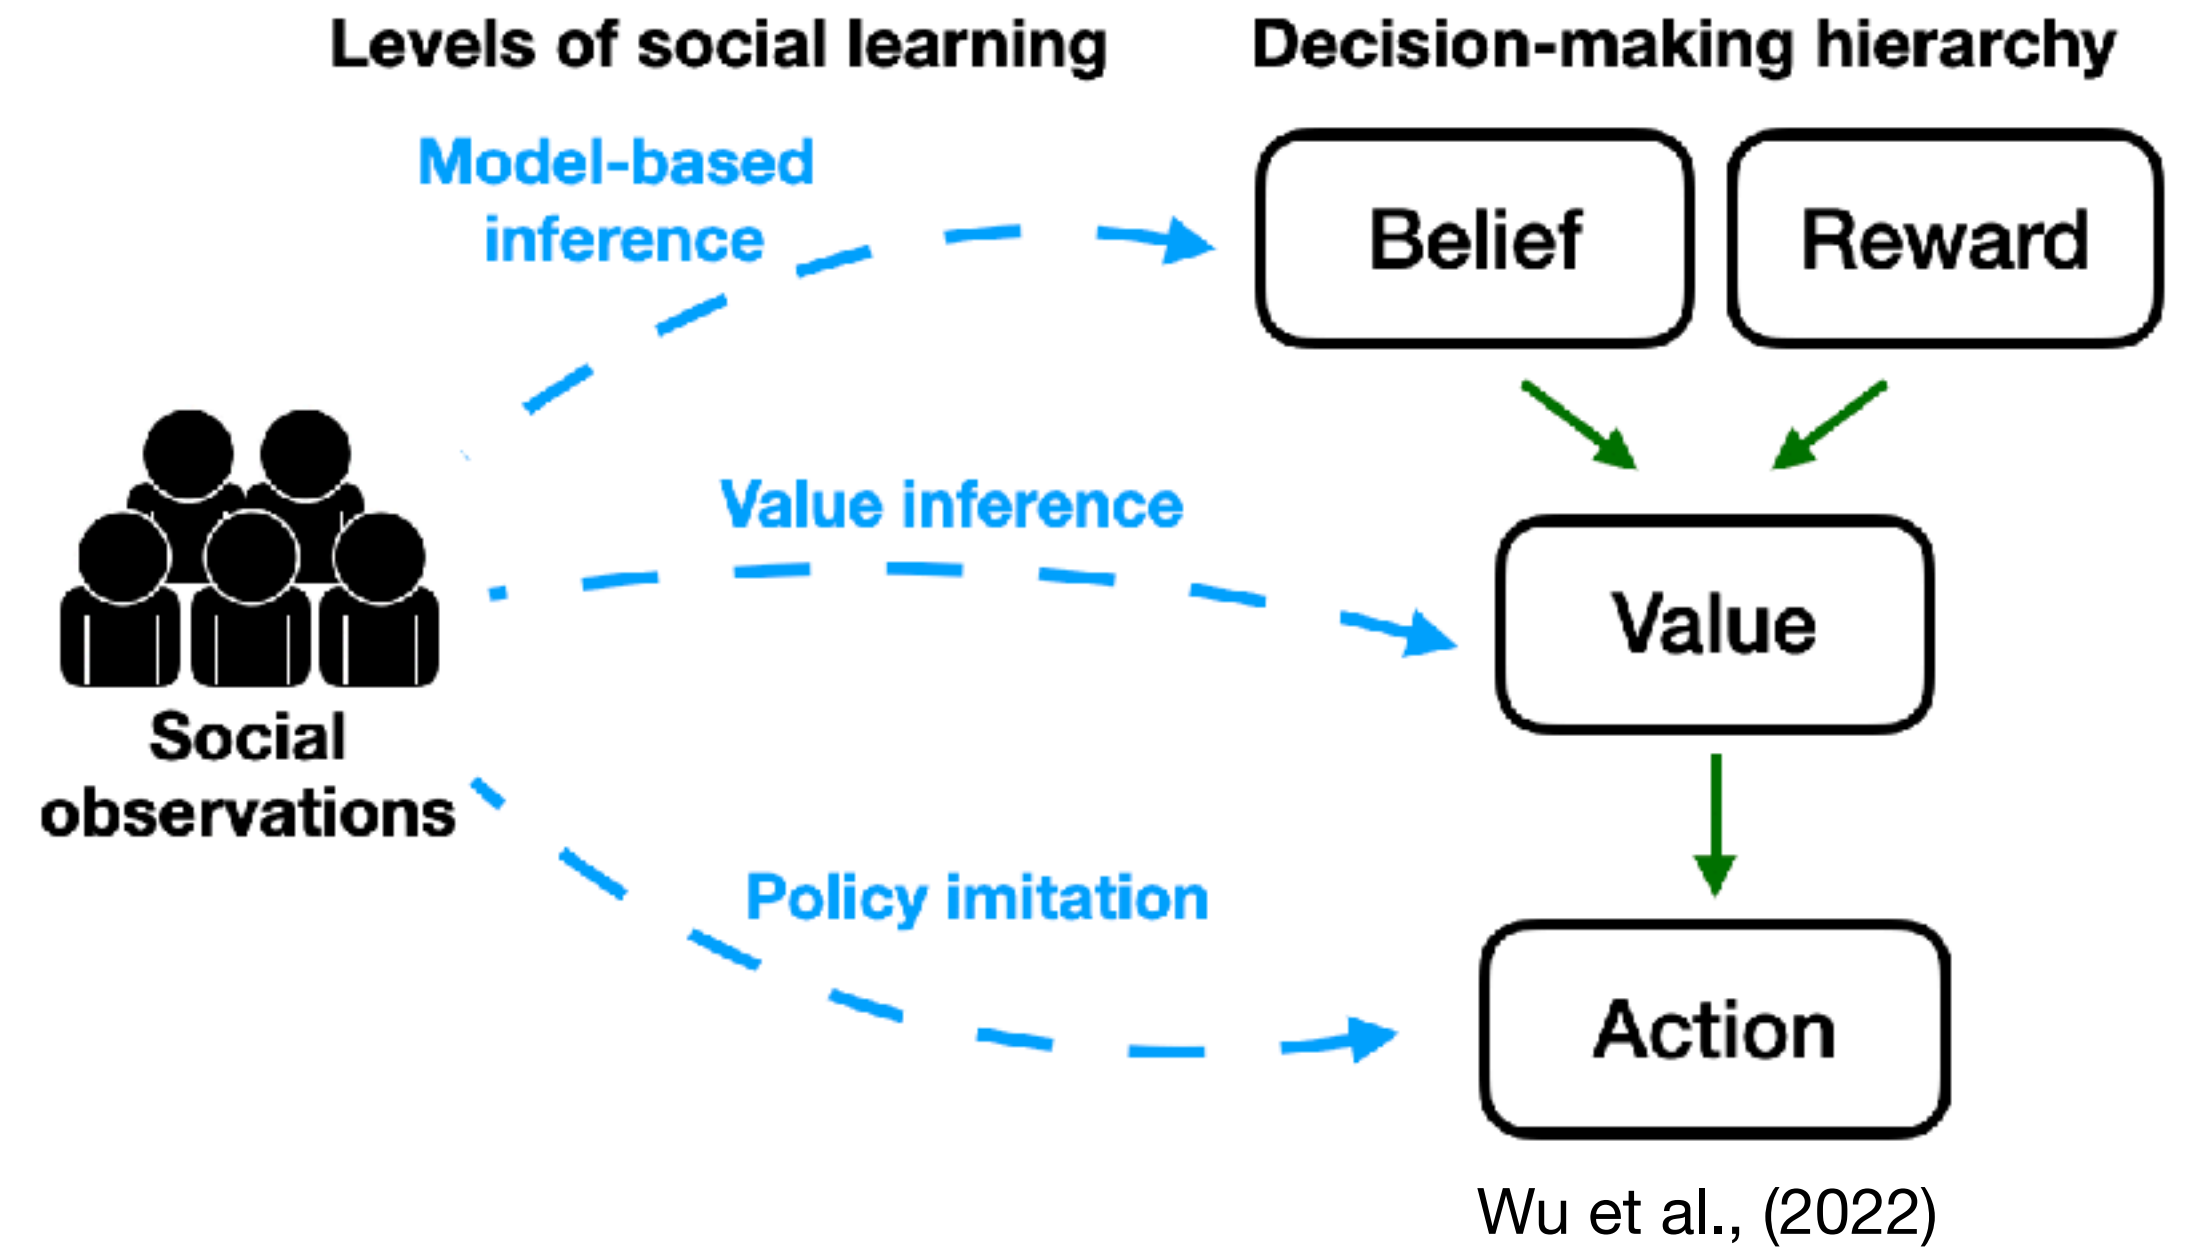 Levels of social learning
Decision-making hierarchy
Model-based
inference
Belief
Reward
Value inference
Value
Social
observations
Policy imitation
Action
Wu et al., (2022)